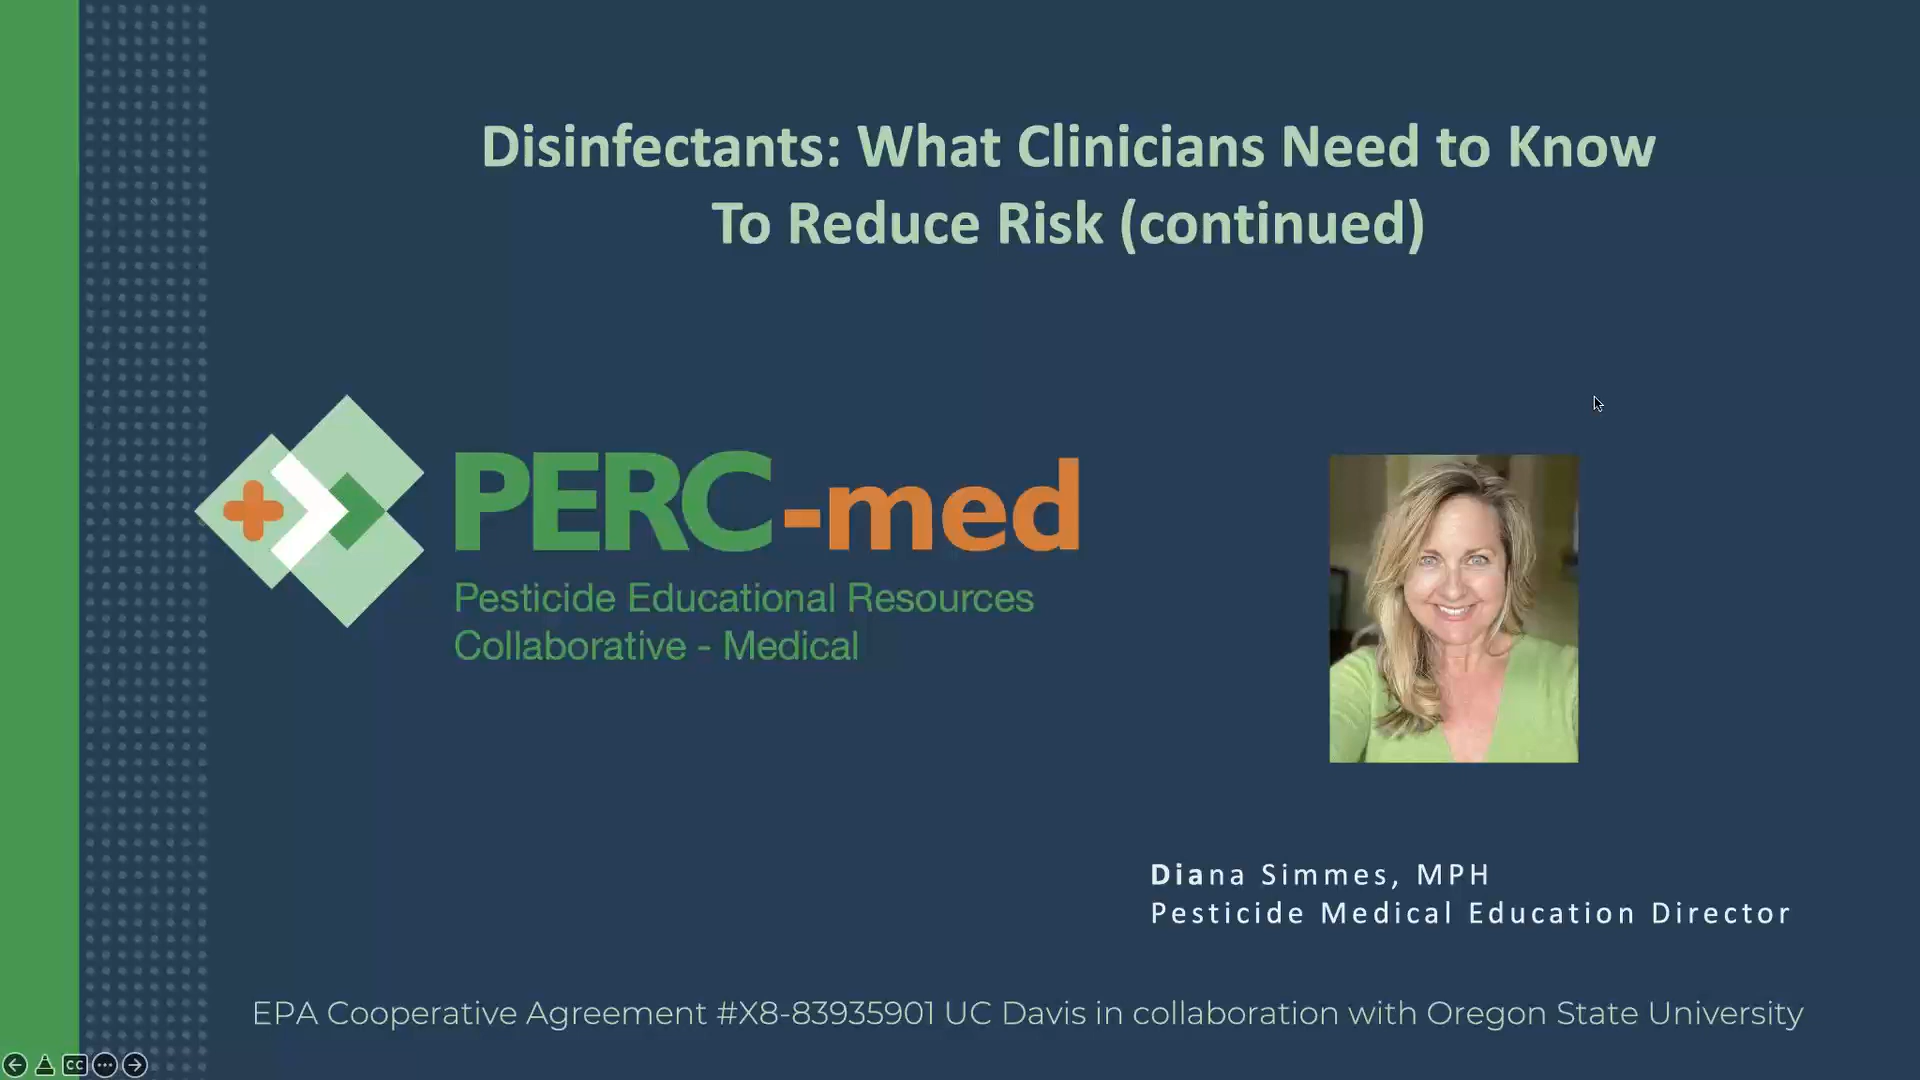 Disinfectants: What Clinicians Need to Know
To Reduce Risk (continued)
PERC-med
Pesticide Educational Resources
Collaborative - Medical
Diana Simmes, MPH
Pesticide Medical Education Director
EPA Cooperative Agreement #X8-83935901 UC Davis in collaboration with Oregon State University
CC